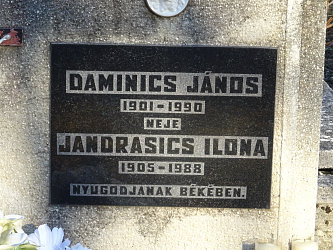 DAMINICS JÁNOS
1901-1990
NEJE
JANDRASICS ILONA
1905-1988
NYUGODJANAK BÉKÉBEN.